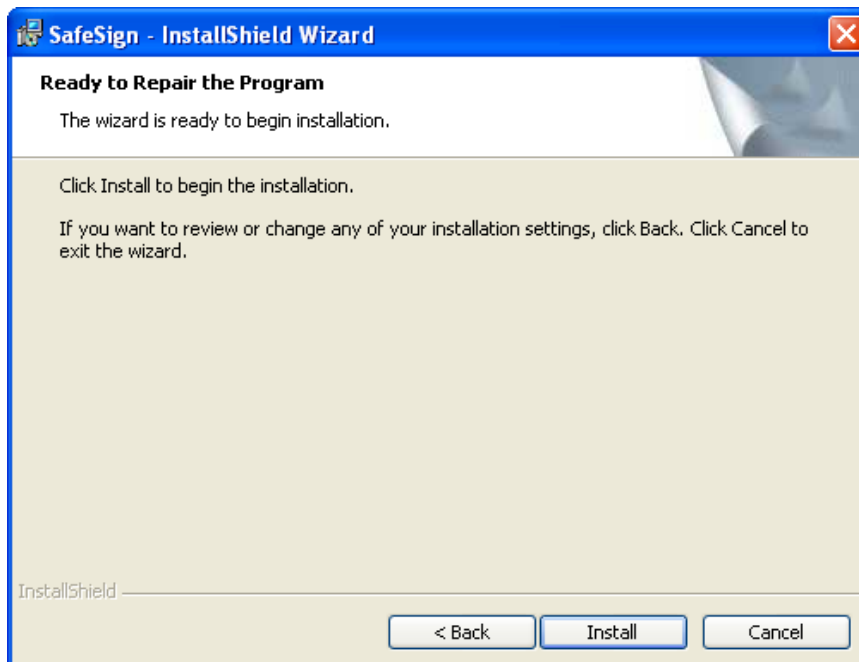 SafeSign - InstallShield Wizard
Ready to Repair the Program
The wizard is ready to begin installation.
Click Install to begin the installation.
If you want to review or change any of your installation settings, click Back. Click Cancel to
exit the wizard.
InstallShield
< Back
Install
Cancel